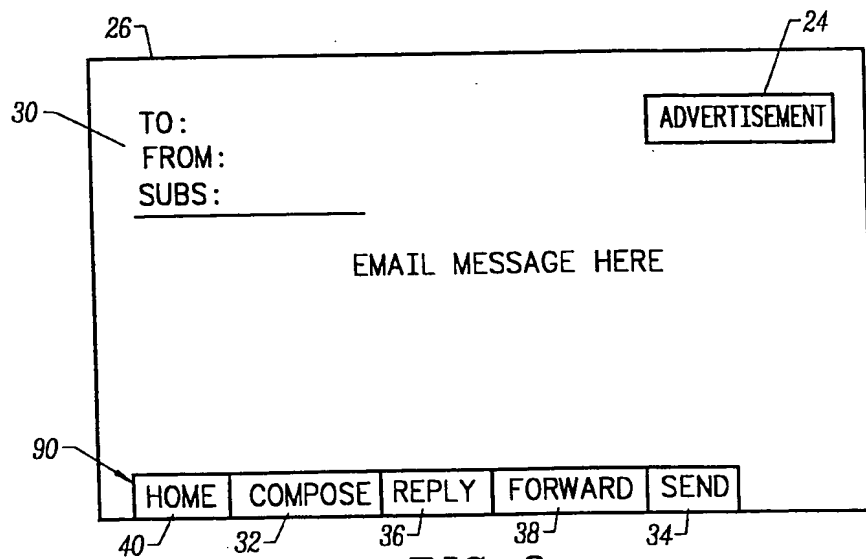 26
24
30
TO:
ADVERTISEMENT
FROM:
SUBS:
EMAIL MESSAGE HERE
90
HOME COMPOSE REPLY FORWARD SEND
40 32 36 38 34